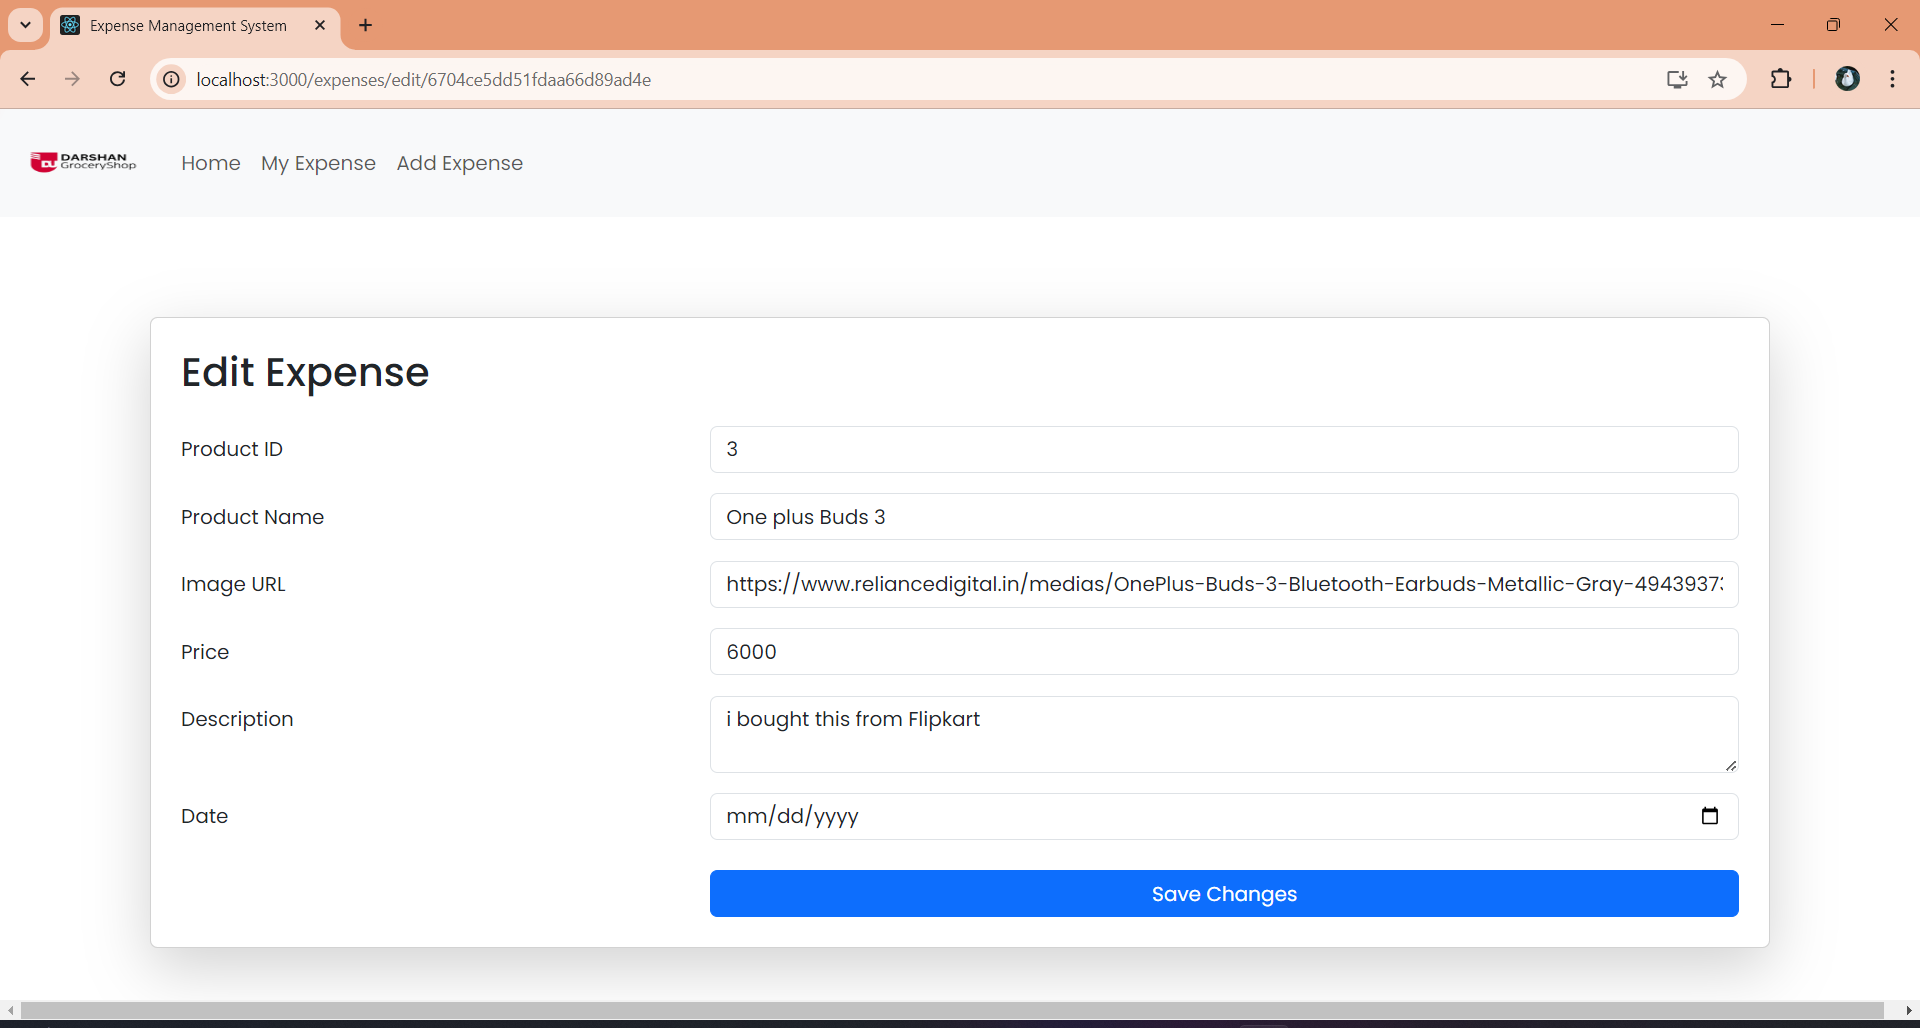 Expense Management System
localhost:3000/expenses/edit/6704ce5dd51fdaa66d89ad4e
DU DARSHAN
GroceryShop
Home My Expense Add Expense
Edit Expense
Product ID 3
Product Name One plus Buds 3
Image URL https://www.reliancedigital.in/medias/OnePlus-Buds-3-Bluetooth-Earbuds-Metallic-Gray-4943937
Price 6000
Description i bought this from Flipkart
Date mm/dd/yyyy
Save Changes